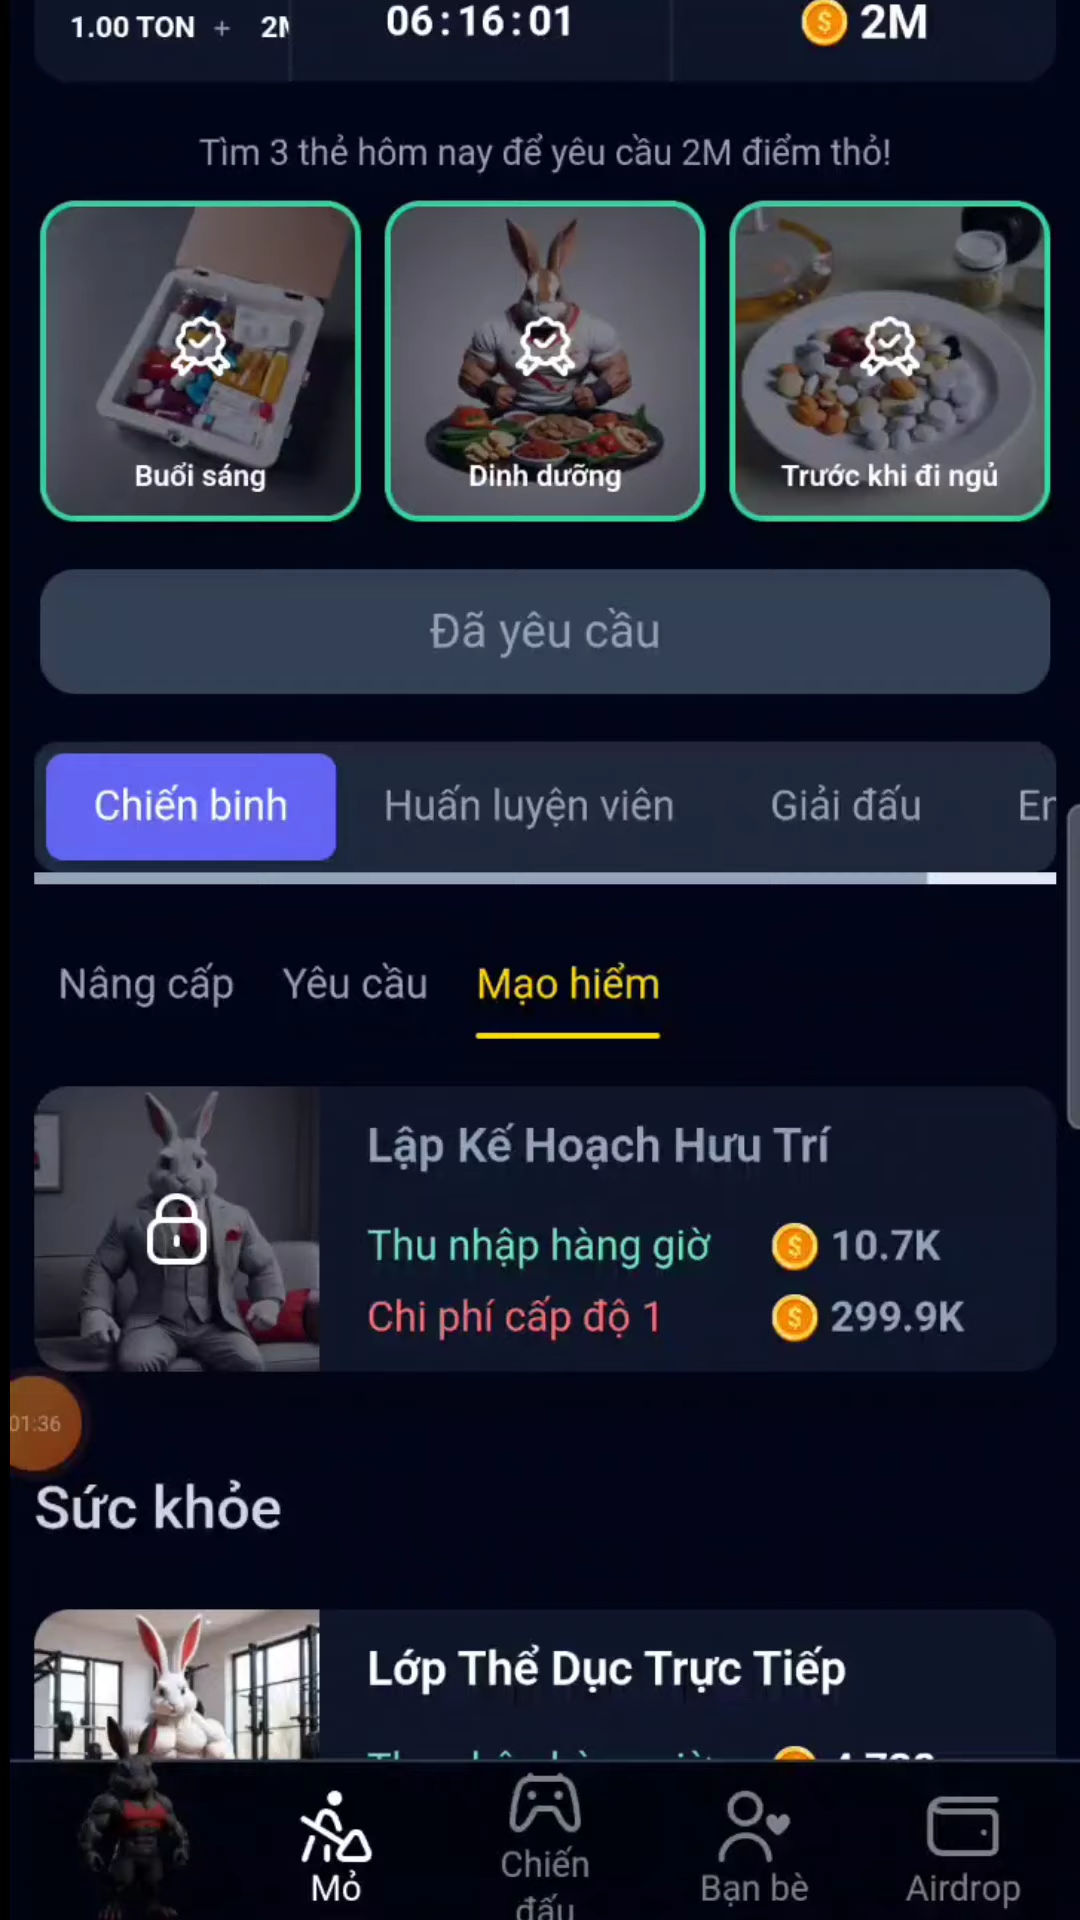 1.00 TON + 2M
06:16:01
2M
Tìm 3 thẻ hôm nay để yêu cầu 2M điểm thỏ!
Buổi sáng
Dinh dưỡng
Trước khi đi ngủ
Đã yêu cầu
Chiến binh Huấn luyện viên Giải đấu
Nâng cấp Yêu cầu Mạo hiểm
Lập Kế Hoạch Hưu Trí
Thu nhập hàng giờ 10.7K
Chi phí cấp độ 1 299.9K
01:36
Sức khỏe
Lớp Thể Dục Trực Tiếp
Mỏ
Chiến đấu
Bạn bè
Airdrop